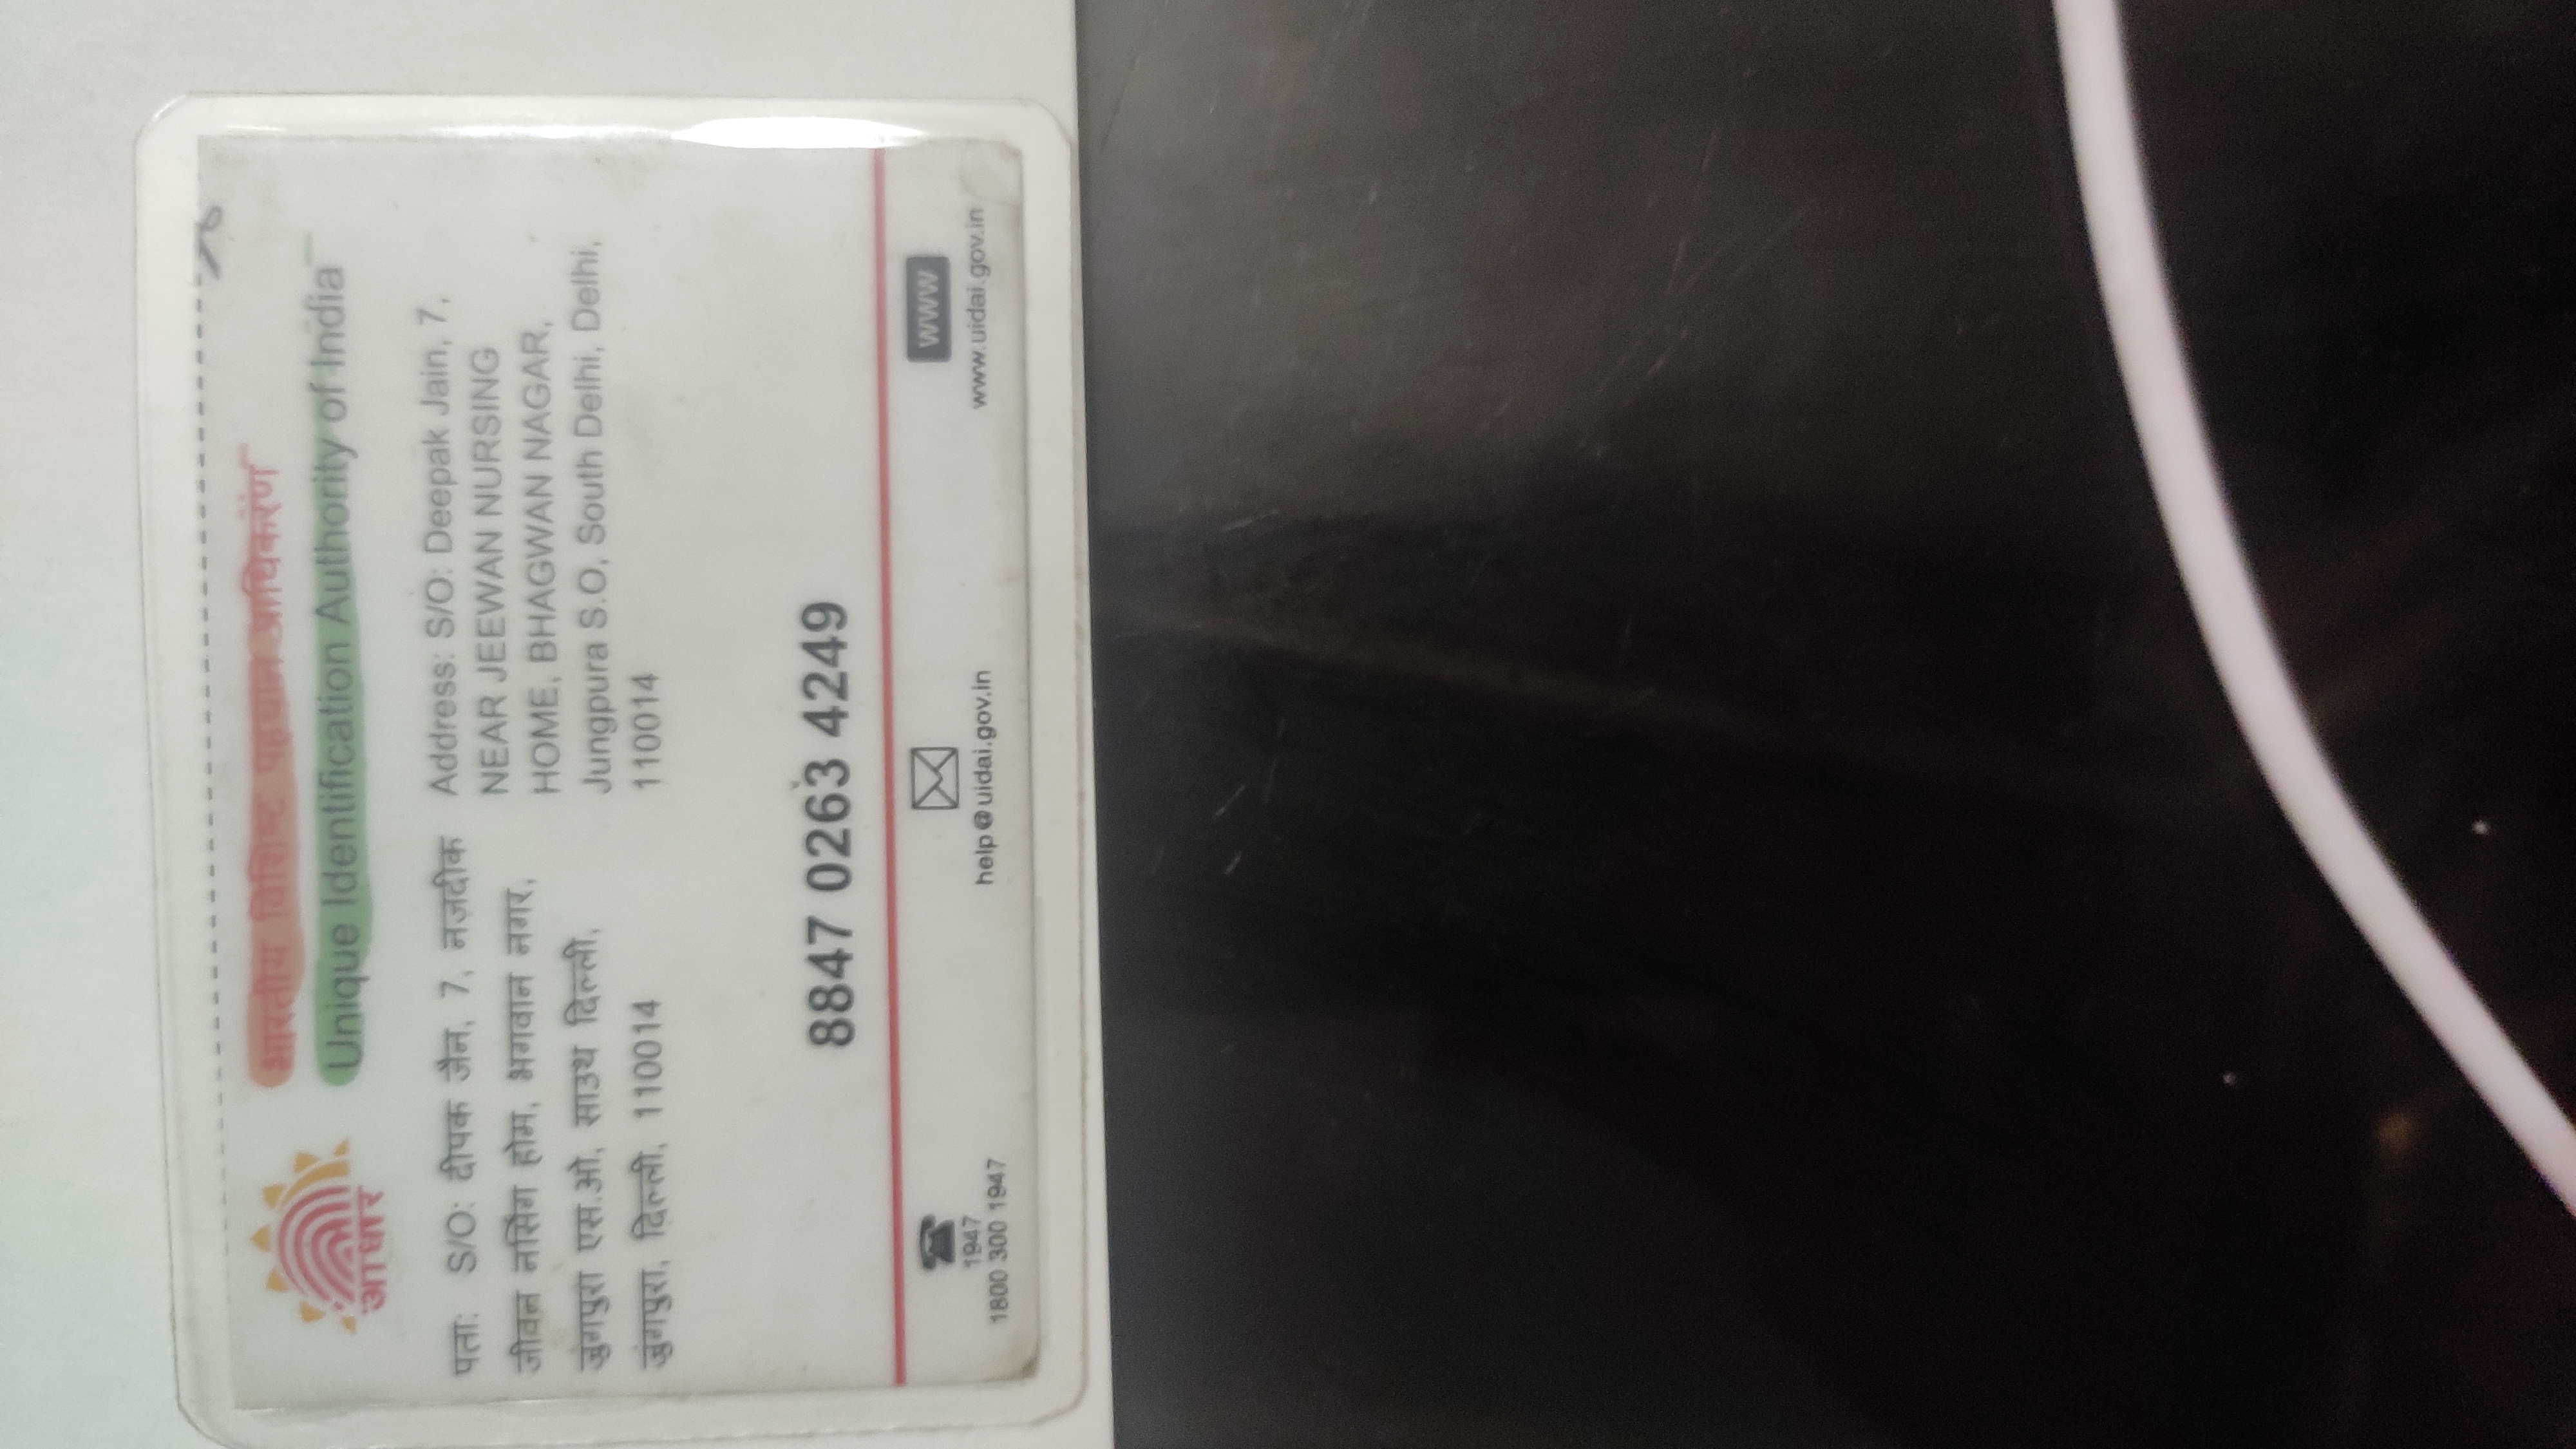 भारतीय विशिष्ट पहचान प्राधिकरण
Unique Identification Authority of India
आधार
पता: S/O: दीपक जैन, 7, नज़दीक
जीवन नर्सिंग होम, भगवान नगर,
जुंगपुरा एस.ओ, साउथ दिल्ली,
जुंगपुरा, दिल्ली, 110014
Address: S/O: Deepak Jain, 7,
NEAR JEEWAN NURSING
HOME, BHAGWAN NAGAR,
Jungpura S.O, South Delhi, Delhi,
110014
8847 0263 4249
1947
1800 300 1947
help@uidai.gov.in
www
www.uidai.gov.in